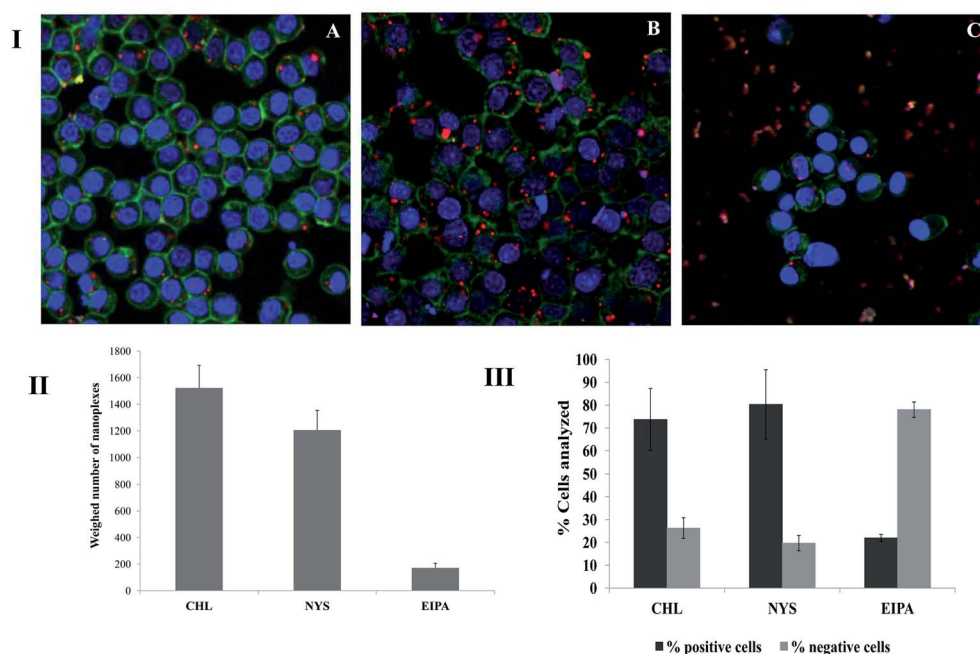 I
A
B
C
II
Weighed number of nanoplexes
1800
1600
1400
1200
1000
800
600
400
200
0
CHL NYS EIPA
III
% Cells analyzed
100
90
80
70
60
50
40
30
20
10
0
CHL NYS EIPA
% positive cells % negative cells